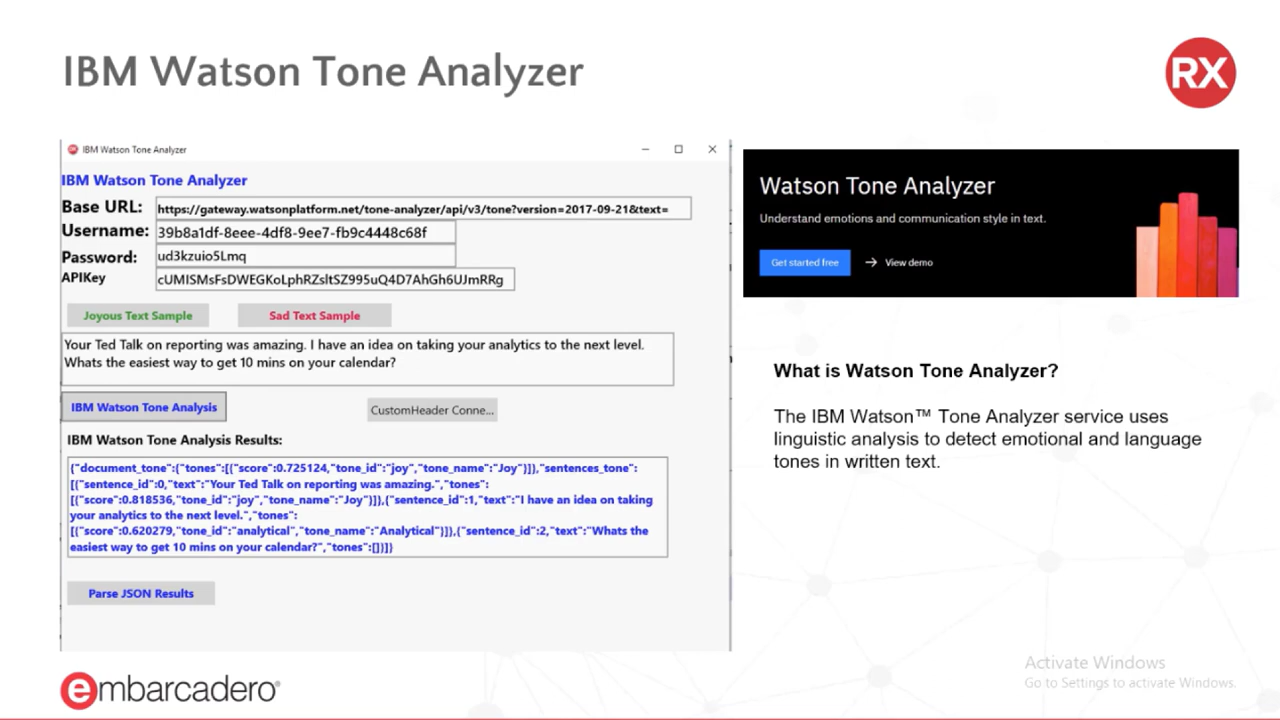 IBM Watson Tone Analyzer
RX
IBM Watson Tone Analyzer
IBM Watson Tone Analyzer
Base URL: https://gateway.watsonplatform.net/tone-analyzer/api/v3/tone?version=2017-09-21&text=
Username: 39b8a1df-8eee-4df8-9ee7-fb9c4448c68f
Password: ud3kzuio5Lmq
APIKey cUMISMsFsDWEGKoLphRZsltSZ995uQ4D7AhGh6UJmRRg
Joyous Text Sample Sad Text Sample
Your Ted Talk on reporting was amazing. I have an idea on taking your analytics to the next level.
Whats the easiest way to get 10 mins on your calendar?
IBM Watson Tone Analysis CustomHeader Conne...
IBM Watson Tone Analysis Results:
{"document_tone":{"tones":[{"score":0.725124,"tone_id":"joy","tone_name":"Joy"}]},"sentences_tone":
[{"sentence_id":0,"text":"Your Ted Talk on reporting was amazing.","tones":
[{"score":0.818536,"tone_id":"joy","tone_name":"Joy"}]},{"sentence_id":1,"text":"I have an idea on taking
your analytics to the next level.","tones":
[{"score":0.620279,"tone_id":"analytical","tone_name":"Analytical"}]},{"sentence_id":2,"text":"Whats the
easiest way to get 10 mins on your calendar?","tones":[]}]}
Parse JSON Results
Watson Tone Analyzer
Understand emotions and communication style in text.
Get started free → View demo
What is Watson Tone Analyzer?
The IBM Watson™ Tone Analyzer service uses
linguistic analysis to detect emotional and language
tones in written text.
Activate Windows
Go to Settings to activate Windows.
embarcadero®